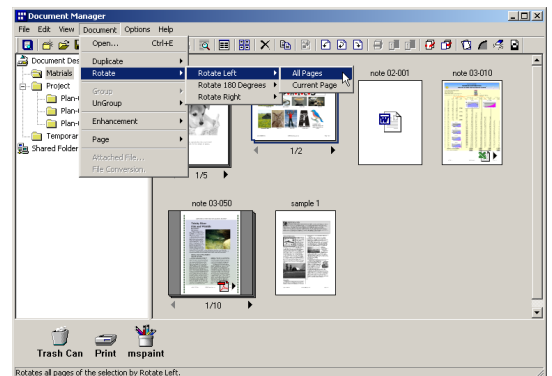 Document Manager
File Edit View Document Options Help
Open... Ctrl+E
Duplicate
Rotate
Group
UnGroup
Enhancement
Page
Attached File...
File Conversion...
Rotate Left
Rotate 180 Degrees
Rotate Right
All Pages
Current Page
Document Des
Matrials
Project
Plan-
Plan-
Plan-
Temporar
Shared Folder
note 02-001
note 03-010
1/5
1/2
note 03-050
sample 1
1/10
Trash Can Print mspaint
Rotates all pages of the selection by Rotate Left.